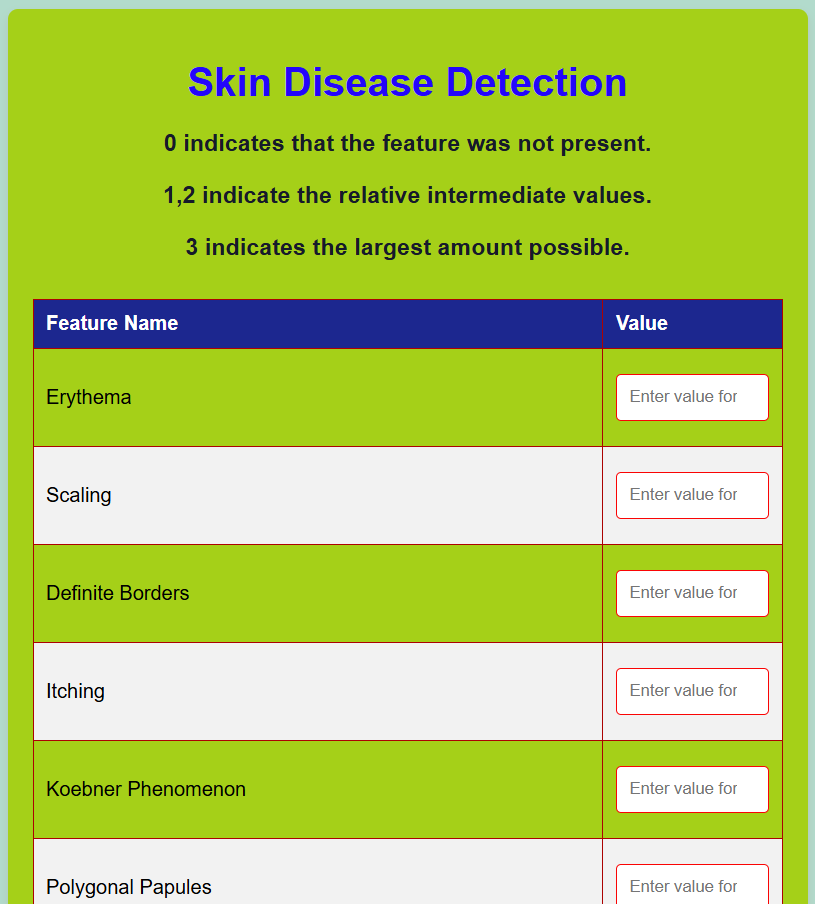 Skin Disease Detection
0 indicates that the feature was not present.
1,2 indicate the relative intermediate values.
3 indicates the largest amount possible.
Feature Name Value
Erythema Enter value for
Scaling Enter value for
Definite Borders Enter value for
Itching Enter value for
Koebner Phenomenon Enter value for
Polygonal Papules Enter value for